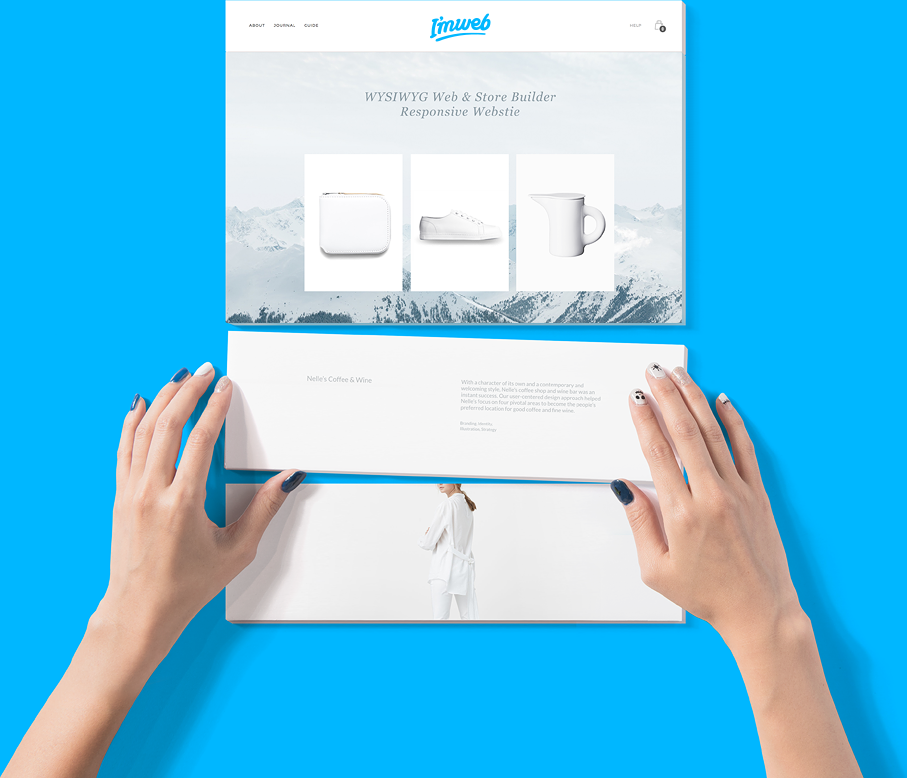 ABOUT JOURNAL GUIDE
I'mweb
HELP
0
WYSIWYG Web & Store Builder
Responsive Webstie
Nelle's Coffee & Wine
With a character of its own and a contemporary and
welcoming style, Nelle's coffee shop and wine bar was an
instant success. Our user-centered design approach helped
Nelle's focus on four pivotal areas to become the people's
preferred location for good coffee and fine wine.
Branding, Identity,
Illustration, Strategy